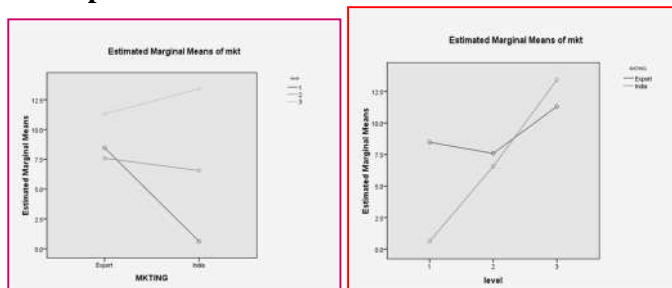 Estimated Marginal Means of mkt
Estimated Marginal Means
12.5
10.0
7.5
5.0
2.5
0.0
Export
India
MKTING
1
2
3
Estimated Marginal Means of mkt
Estimated Marginal Means
12.5
10.0
7.5
5.0
2.5
0.0
1
2
3
level
MKTING
Export
India